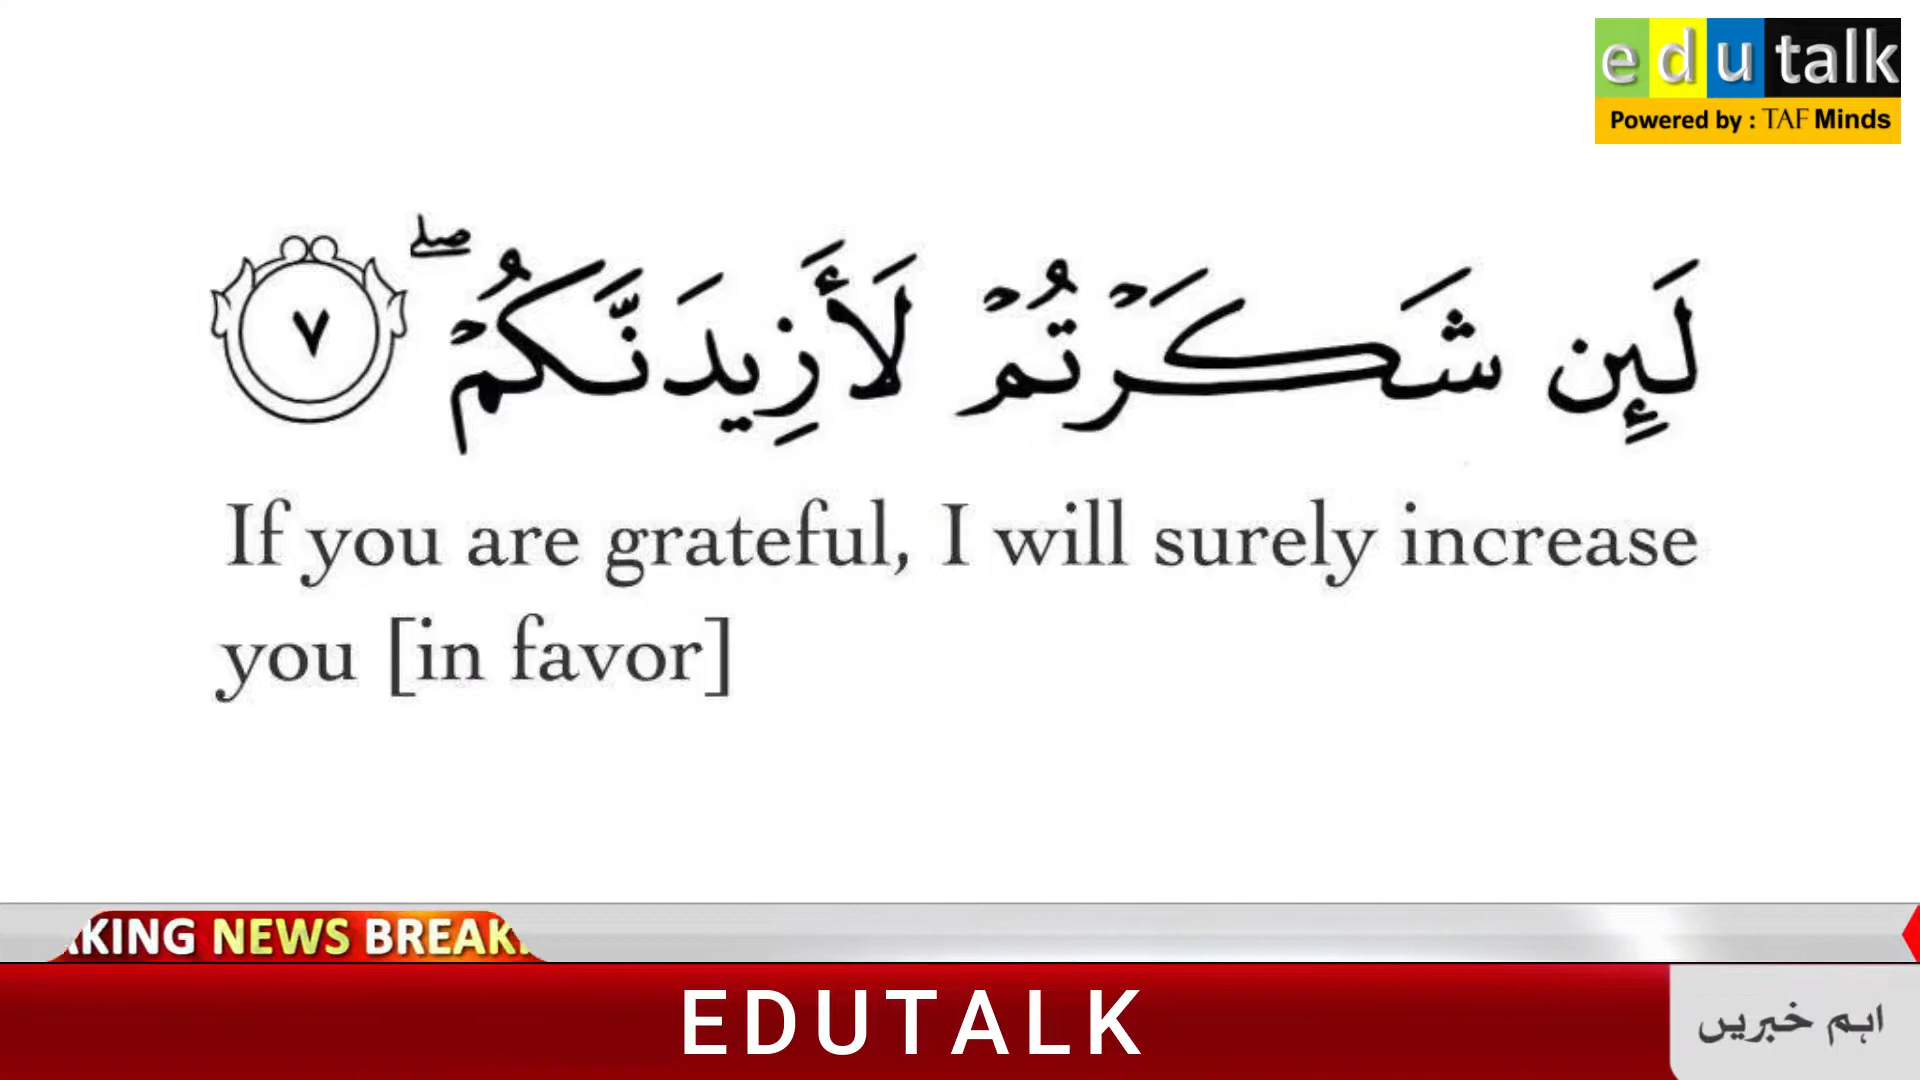 edutalk
Powered by : TAF Minds
لَئِن شَكَرْتُمْ لَأَزِيدَنَّكُمْ ۖ ٧
If you are grateful, I will surely increase
you [in favor]
AKING NEWS BREAK
EDUTALK
اہم خبریں